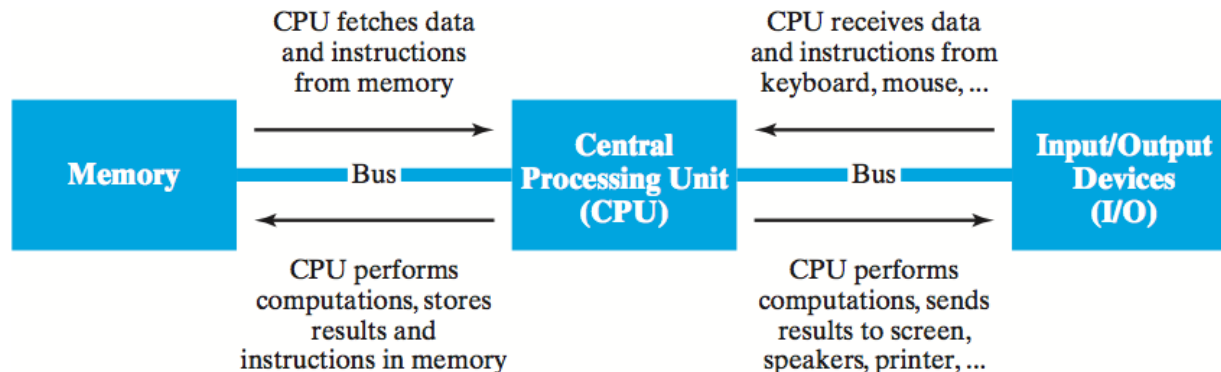 CPU fetches data
and instructions
from memory
CPU receives data
and instructions from
keyboard, mouse, ...
Memory
Bus
Central
Processing Unit
(CPU)
Bus
Input/Output
Devices
(I/O)
CPU performs
computations, stores
results and
instructions in memory
CPU performs
computations, sends
results to screen,
speakers, printer, ...